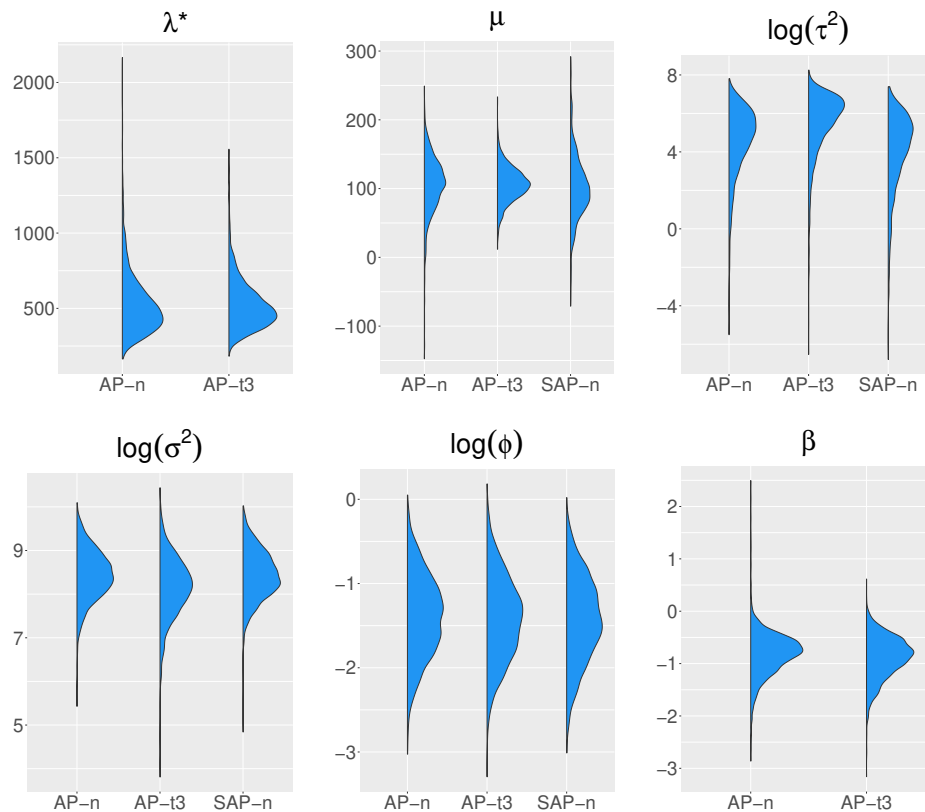 λ*
2000
1500
1000
500
AP−n AP−t3
μ
300
200
100
0
−100
AP−n AP−t3 SAP−n
log(τ²)
8
4
0
−4
AP−n AP−t3 SAP−n
log(σ²)
9
7
5
AP−n AP−t3 SAP−n
log(ϕ)
0
−1
−2
−3
AP−n AP−t3 SAP−n
β
2
1
0
−1
−2
−3
AP−n AP−t3